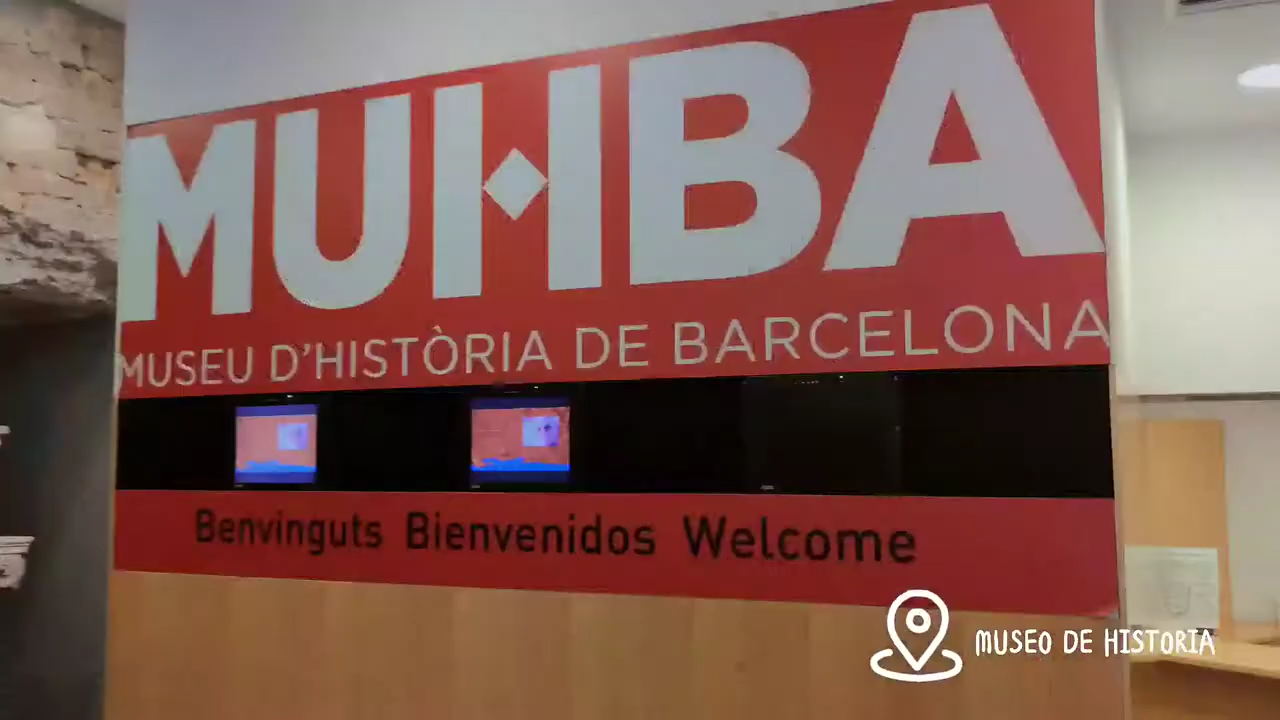 MUHBA
MUSEU D'HISTÒRIA DE BARCELONA
Benvinguts Bienvenidos Welcome
MUSEO DE HISTORIA